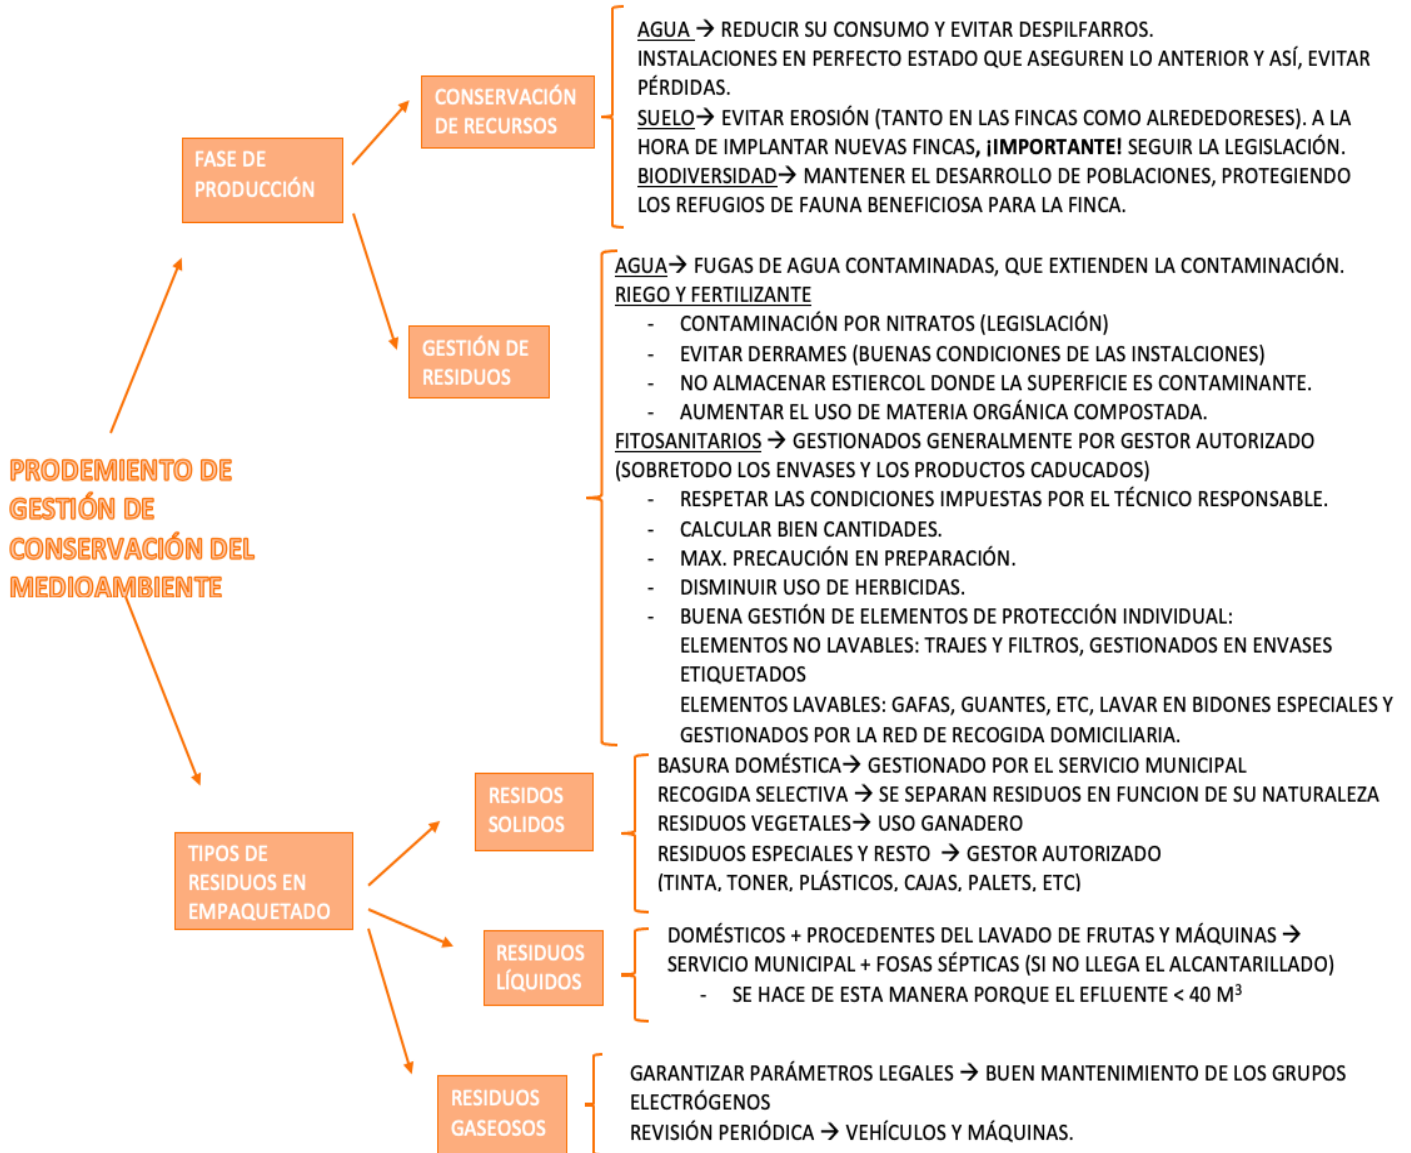 PRODEMIENTO DE
GESTIÓN DE
CONSERVACIÓN DEL
MEDIOAMBIENTE
FASE DE
PRODUCCIÓN
CONSERVACIÓN
DE RECURSOS
AGUA → REDUCIR SU CONSUMO Y EVITAR DESPILFARROS.
INSTALACIONES EN PERFECTO ESTADO QUE ASEGUREN LO ANTERIOR Y ASÍ, EVITAR
PÉRDIDAS.
SUELO→ EVITAR EROSIÓN (TANTO EN LAS FINCAS COMO ALREDEDORESES). A LA
HORA DE IMPLANTAR NUEVAS FINCAS, ¡IMPORTANTE! SEGUIR LA LEGISLACIÓN.
BIODIVERSIDAD→ MANTENER EL DESARROLLO DE POBLACIONES, PROTEGIENDO
LOS REFUGIOS DE FAUNA BENEFICIOSA PARA LA FINCA.
GESTIÓN DE
RESIDUOS
AGUA→ FUGAS DE AGUA CONTAMINADAS, QUE EXTIENDEN LA CONTAMINACIÓN.
RIEGO Y FERTILIZANTE
- CONTAMINACIÓN POR NITRATOS (LEGISLACIÓN)
- EVITAR DERRAMES (BUENAS CONDICIONES DE LAS INSTALCIONES)
- NO ALMACENAR ESTIERCOL DONDE LA SUPERFICIE ES CONTAMINANTE.
- AUMENTAR EL USO DE MATERIA ORGÁNICA COMPOSTADA.
FITOSANITARIOS → GESTIONADOS GENERALMENTE POR GESTOR AUTORIZADO
(SOBRETODO LOS ENVASES Y LOS PRODUCTOS CADUCADOS)
- RESPETAR LAS CONDICIONES IMPUESTAS POR EL TÉCNICO RESPONSABLE.
- CALCULAR BIEN CANTIDADES.
- MAX. PRECAUCIÓN EN PREPARACIÓN.
- DISMINUIR USO DE HERBICIDAS.
- BUENA GESTIÓN DE ELEMENTOS DE PROTECCIÓN INDIVIDUAL:
ELEMENTOS NO LAVABLES: TRAJES Y FILTROS, GESTIONADOS EN ENVASES
ETIQUETADOS
ELEMENTOS LAVABLES: GAFAS, GUANTES, ETC, LAVAR EN BIDONES ESPECIALES Y
GESTIONADOS POR LA RED DE RECOGIDA DOMICILIARIA.
TIPOS DE
RESIDUOS EN
EMPAQUETADO
RESIDOS
SOLIDOS
BASURA DOMÉSTICA→ GESTIONADO POR EL SERVICIO MUNICIPAL
RECOGIDA SELECTIVA → SE SEPARAN RESIDUOS EN FUNCION DE SU NATURALEZA
RESIDUOS VEGETALES→ USO GANADERO
RESIDUOS ESPECIALES Y RESTO → GESTOR AUTORIZADO
(TINTA, TONER, PLÁSTICOS, CAJAS, PALETS, ETC)
RESIDUOS
LÍQUIDOS
DOMÉSTICOS + PROCEDENTES DEL LAVADO DE FRUTAS Y MÁQUINAS →
SERVICIO MUNICIPAL + FOSAS SÉPTICAS (SI NO LLEGA EL ALCANTARILLADO)
- SE HACE DE ESTA MANERA PORQUE EL EFLUENTE < 40 M³
RESIDUOS
GASEOSOS
GARANTIZAR PARÁMETROS LEGALES → BUEN MANTENIMIENTO DE LOS GRUPOS
ELECTRÓGENOS
REVISIÓN PERIÓDICA → VEHÍCULOS Y MÁQUINAS.